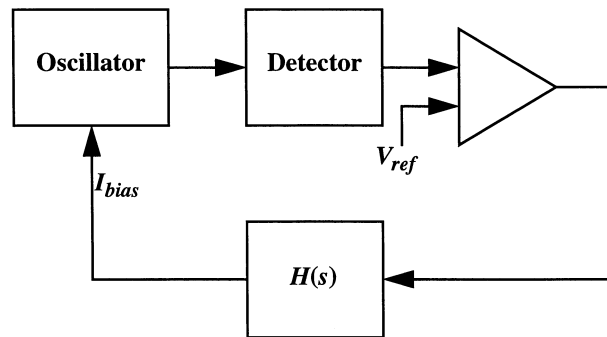 Oscillator
Detector
V_ref
I_bias
H(s)